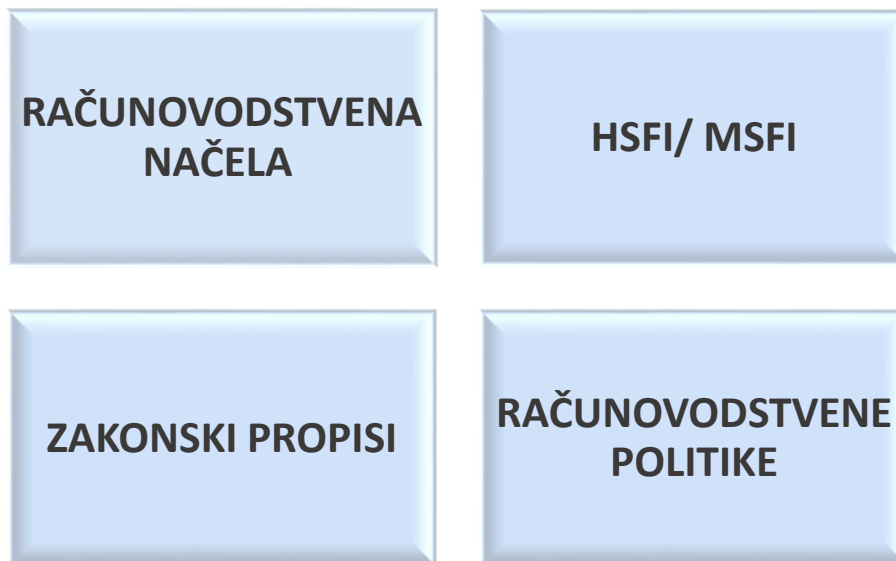 RAČUNOVODSTVENA
NAČELA
HSFI/ MSFI
ZAKONSKI PROPISI
RAČUNOVODSTVENE
POLITIKE